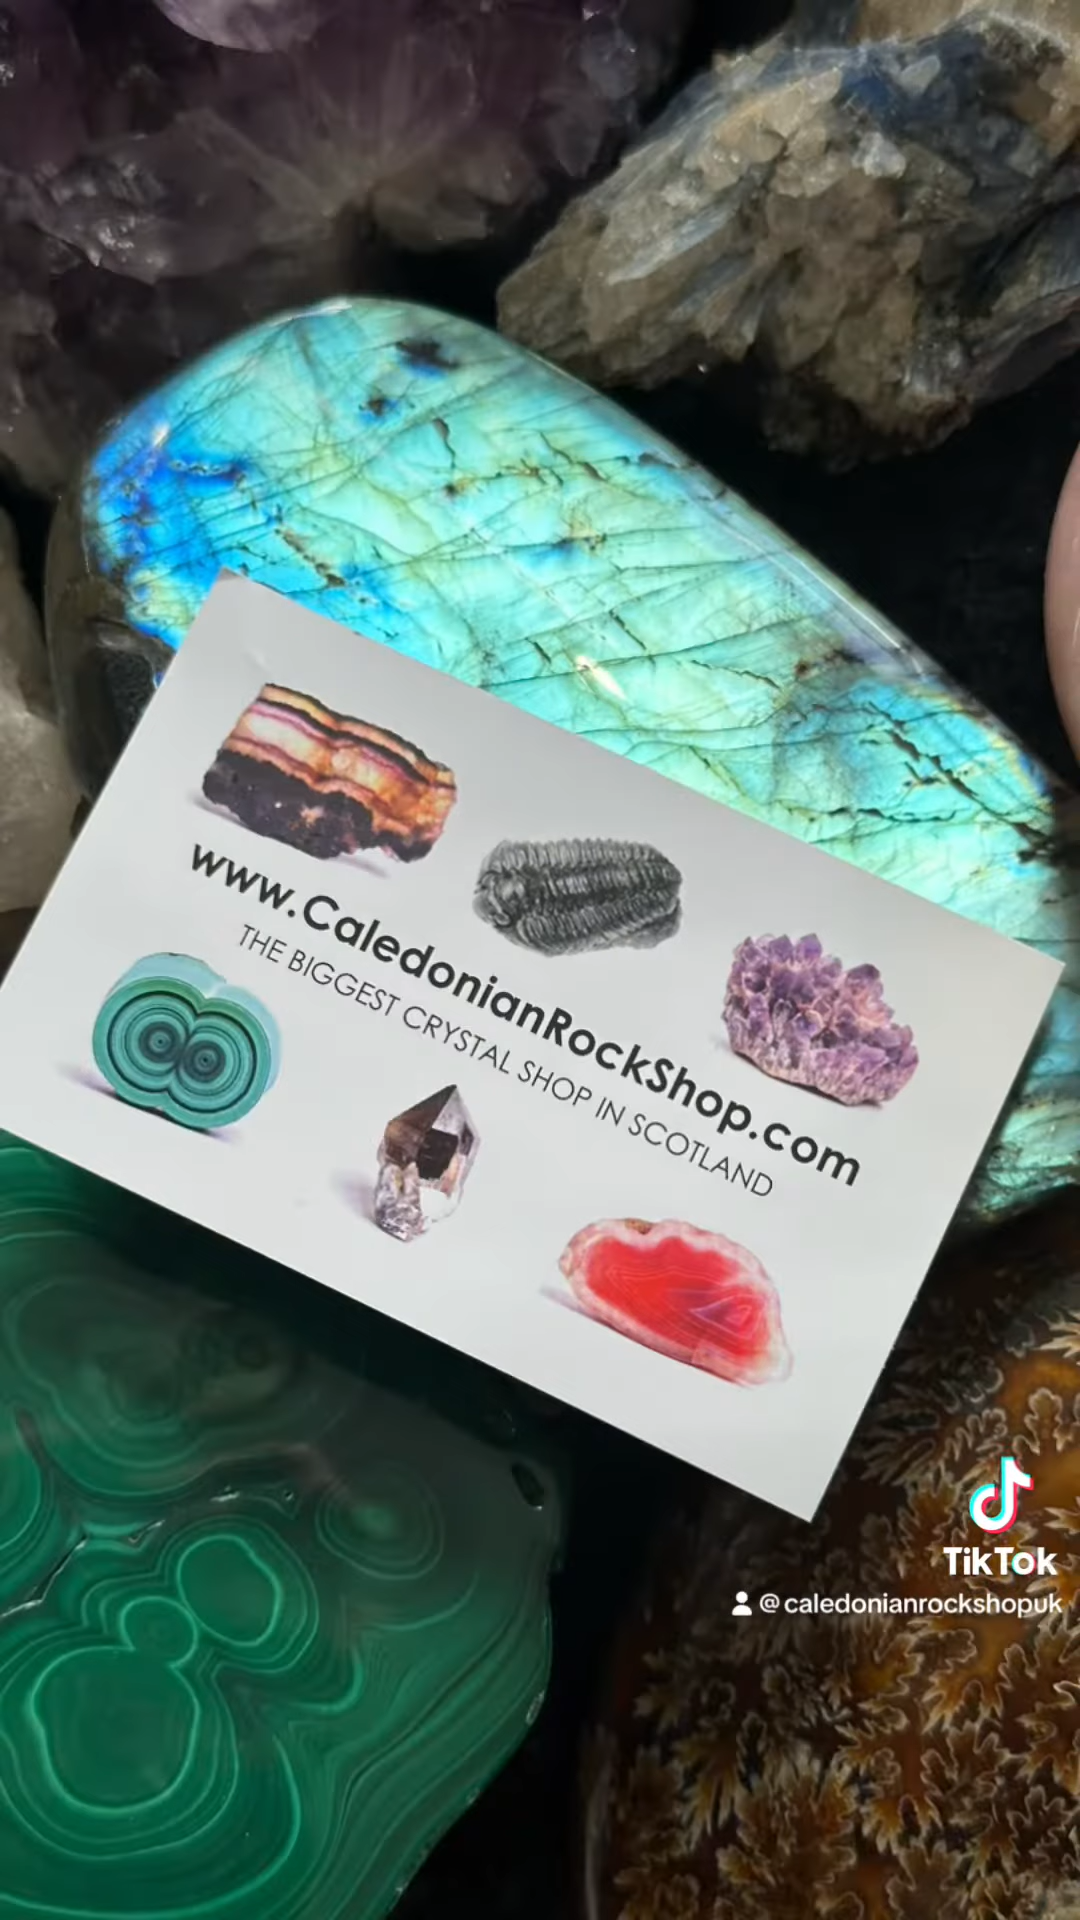 www.CaledonianRockShop.com
THE BIGGEST CRYSTAL SHOP IN SCOTLAND
TikTok
@caledonianrockshopuk